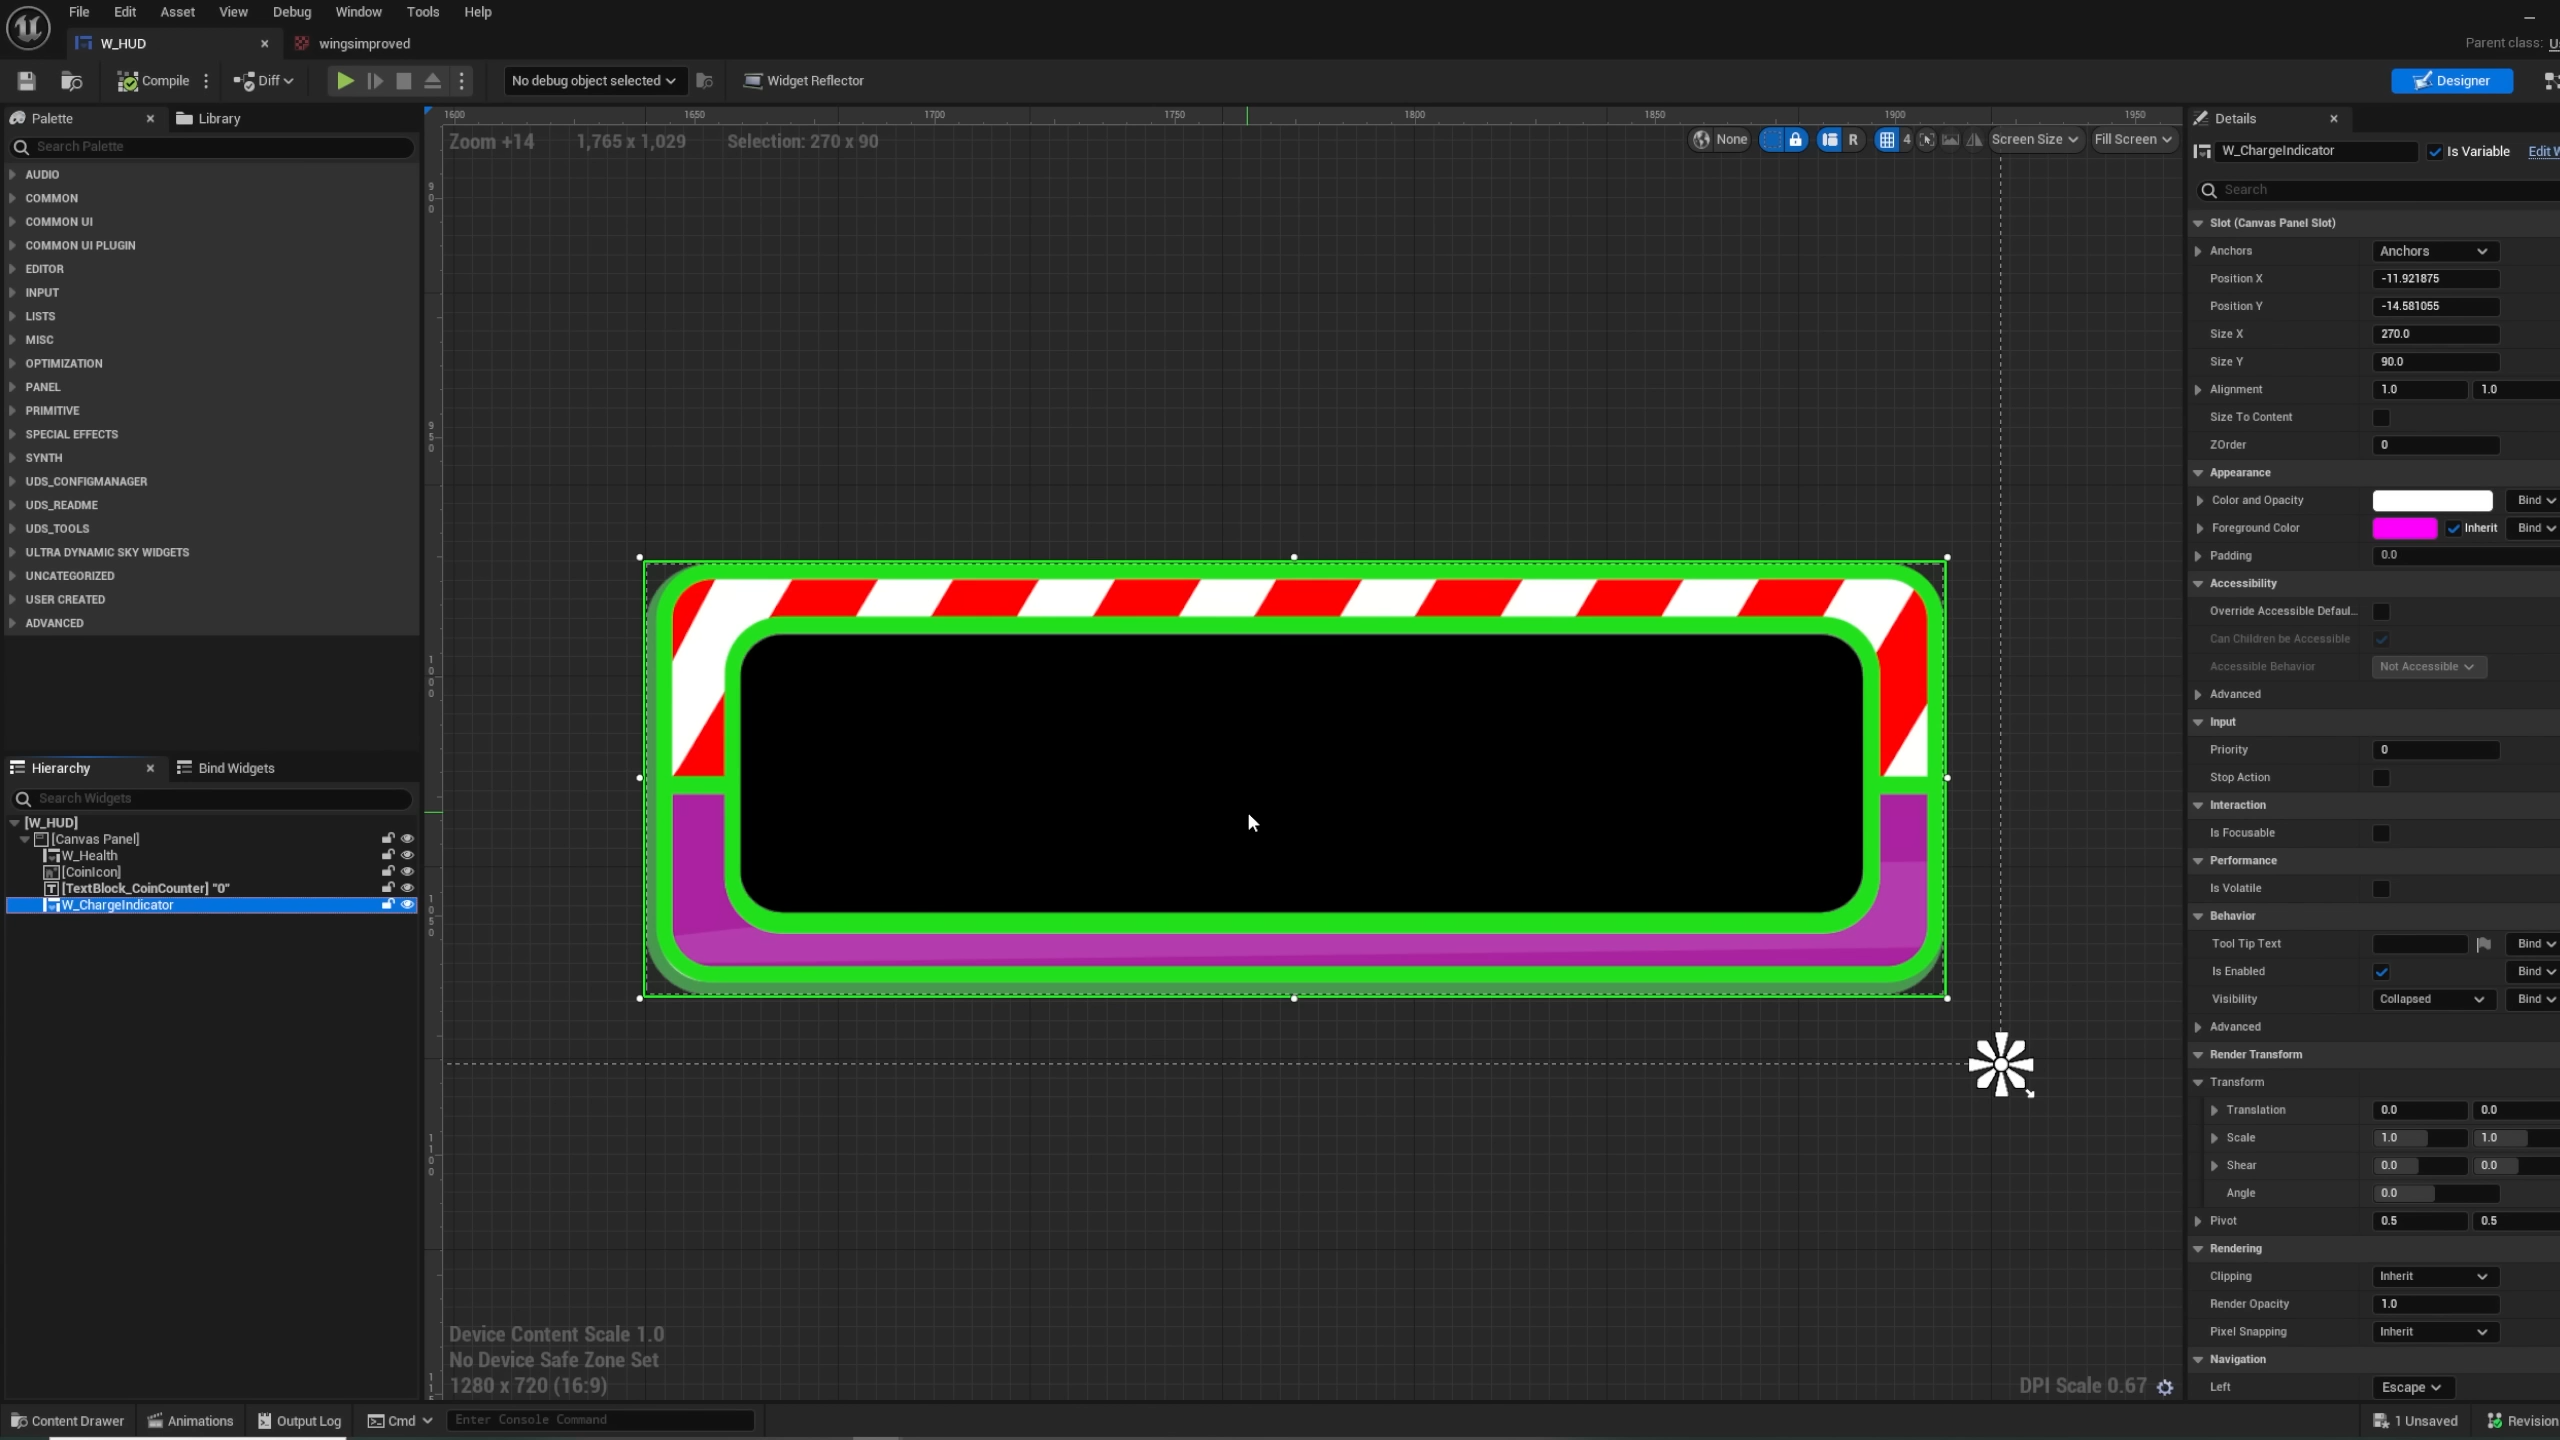 File Edit Asset View Debug Window Tools Help
W_HUD wingsimproved
Parent class:
Compile Diff No debug object selected Widget Reflector Designer
Palette Library
Search Palette
AUDIO
COMMON
COMMON UI
COMMON UI PLUGIN
EDITOR
INPUT
LISTS
MISC
OPTIMIZATION
PANEL
PRIMITIVE
SPECIAL EFFECTS
SYNTH
UDS_CONFIGMANAGER
UDS_README
UDS_TOOLS
ULTRA DYNAMIC SKY WIDGETS
UNCATEGORIZED
USER CREATED
ADVANCED
Hierarchy Bind Widgets
Search Widgets
[W_HUD]
[Canvas Panel]
W_Health
[CoinIcon]
[TextBlock_CoinCounter] "0"
W_ChargeIndicator
1600 1650 1700 1750 1800 1850 1900 1950
Zoom +14 1,765 x 1,029 Selection: 270 x 90
None R 4 Screen Size Fill Screen
900
950
1000
1050
1100
Device Content Scale 1.0
No Device Safe Zone Set
1280 x 720 (16:9)
DPI Scale 0.67
Details
W_ChargeIndicator Is Variable Edit W
Search
Slot (Canvas Panel Slot)
Anchors Anchors
Position X -11.921875
Position Y -14.581055
Size X 270.0
Size Y 90.0
Alignment 1.0 1.0
Size To Content
ZOrder 0
Appearance
Color and Opacity Bind
Foreground Color Inherit Bind
Padding 0.0
Accessibility
Override Accessible Defaul...
Can Children be Accessible
Accessible Behavior Not Accessible
Advanced
Input
Priority 0
Stop Action
Interaction
Is Focusable
Performance
Is Volatile
Behavior
Tool Tip Text Bind
Is Enabled Bind
Visibility Collapsed Bind
Advanced
Render Transform
Transform
Translation 0.0 0.0
Scale 1.0 1.0
Shear 0.0 0.0
Angle 0.0
Pivot 0.5 0.5
Rendering
Clipping Inherit
Render Opacity 1.0
Pixel Snapping Inherit
Navigation
Left Escape
Content Drawer Animations Output Log Cmd Enter Console Command 1 Unsaved Revision